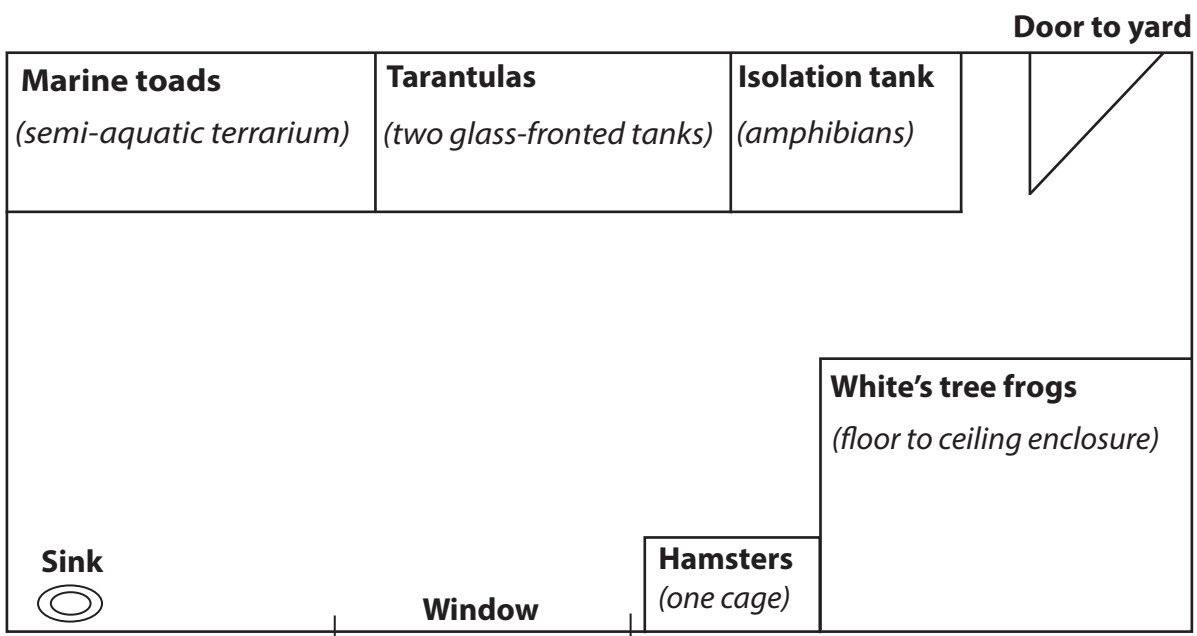 Door to yard
Marine toads
(semi-aquatic terrarium)
Tarantulas
(two glass-fronted tanks)
Isolation tank
(amphibians)
White’s tree frogs
(floor to ceiling enclosure)
Sink
Window
Hamsters
(one cage)